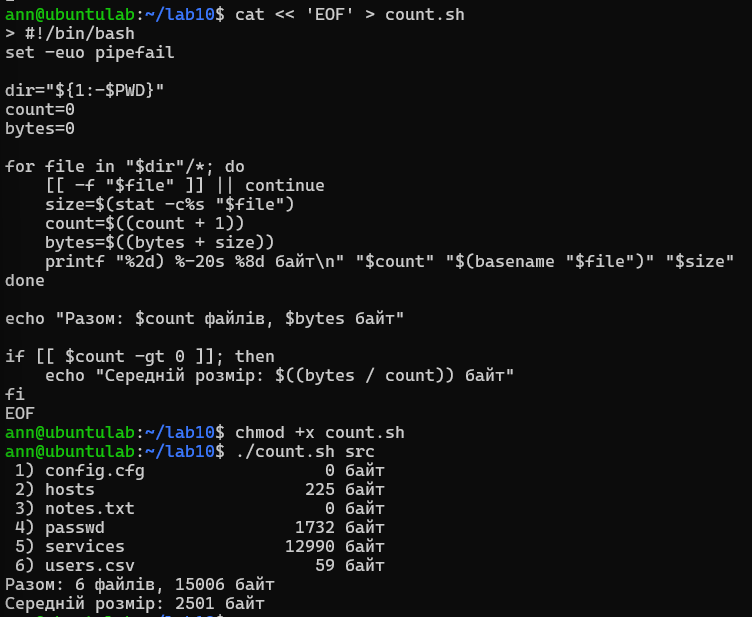 ann@ubuntulab:~/lab10$ cat << 'EOF' > count.sh
> #!/bin/bash
set -euo pipefail

dir="${1:-$PWD}"
count=0
bytes=0

for file in "$dir"/*; do
    [[ -f "$file" ]] || continue
    size=$(stat -c%s "$file")
    count=$((count + 1))
    bytes=$((bytes + size))
    printf "%2d) %-20s %8d байт\n" "$count" "$(basename "$file")" "$size"
done

echo "Разом: $count файлів, $bytes байт"

if [[ $count -gt 0 ]]; then
    echo "Середній розмір: $((bytes / count)) байт"
fi
EOF
ann@ubuntulab:~/lab10$ chmod +x count.sh
ann@ubuntulab:~/lab10$ ./count.sh src
 1) config.cfg                  0 байт
 2) hosts                     225 байт
 3) notes.txt                   0 байт
 4) passwd                   1732 байт
 5) services                12990 байт
 6) users.csv                  59 байт
Разом: 6 файлів, 15006 байт
Середній розмір: 2501 байт
ann@ubuntulab:~/lab10$